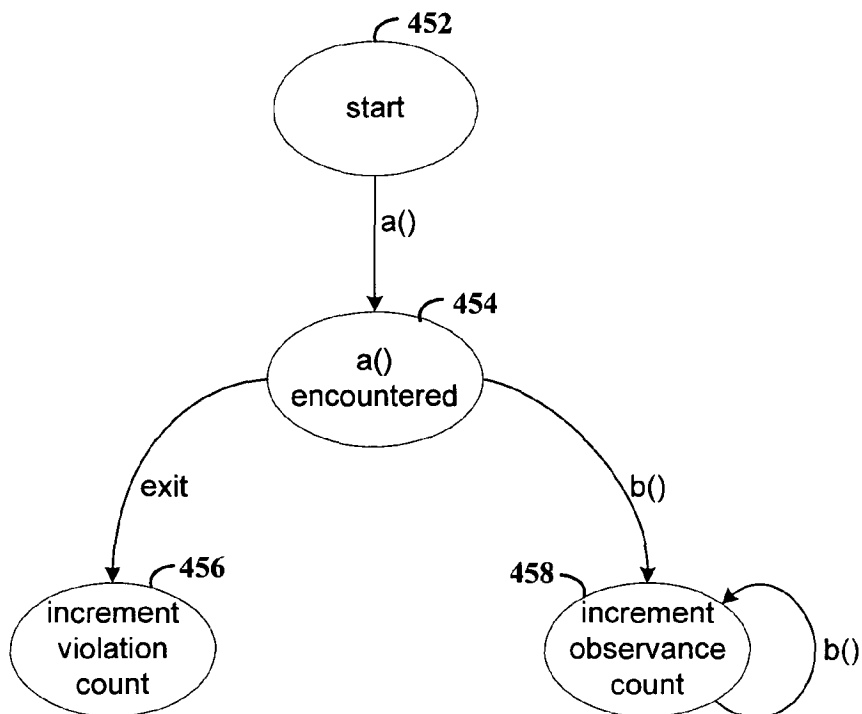 452
start
a()
454
a()
encountered
exit
b()
456
458
increment
violation
count
increment
observance
count
b()